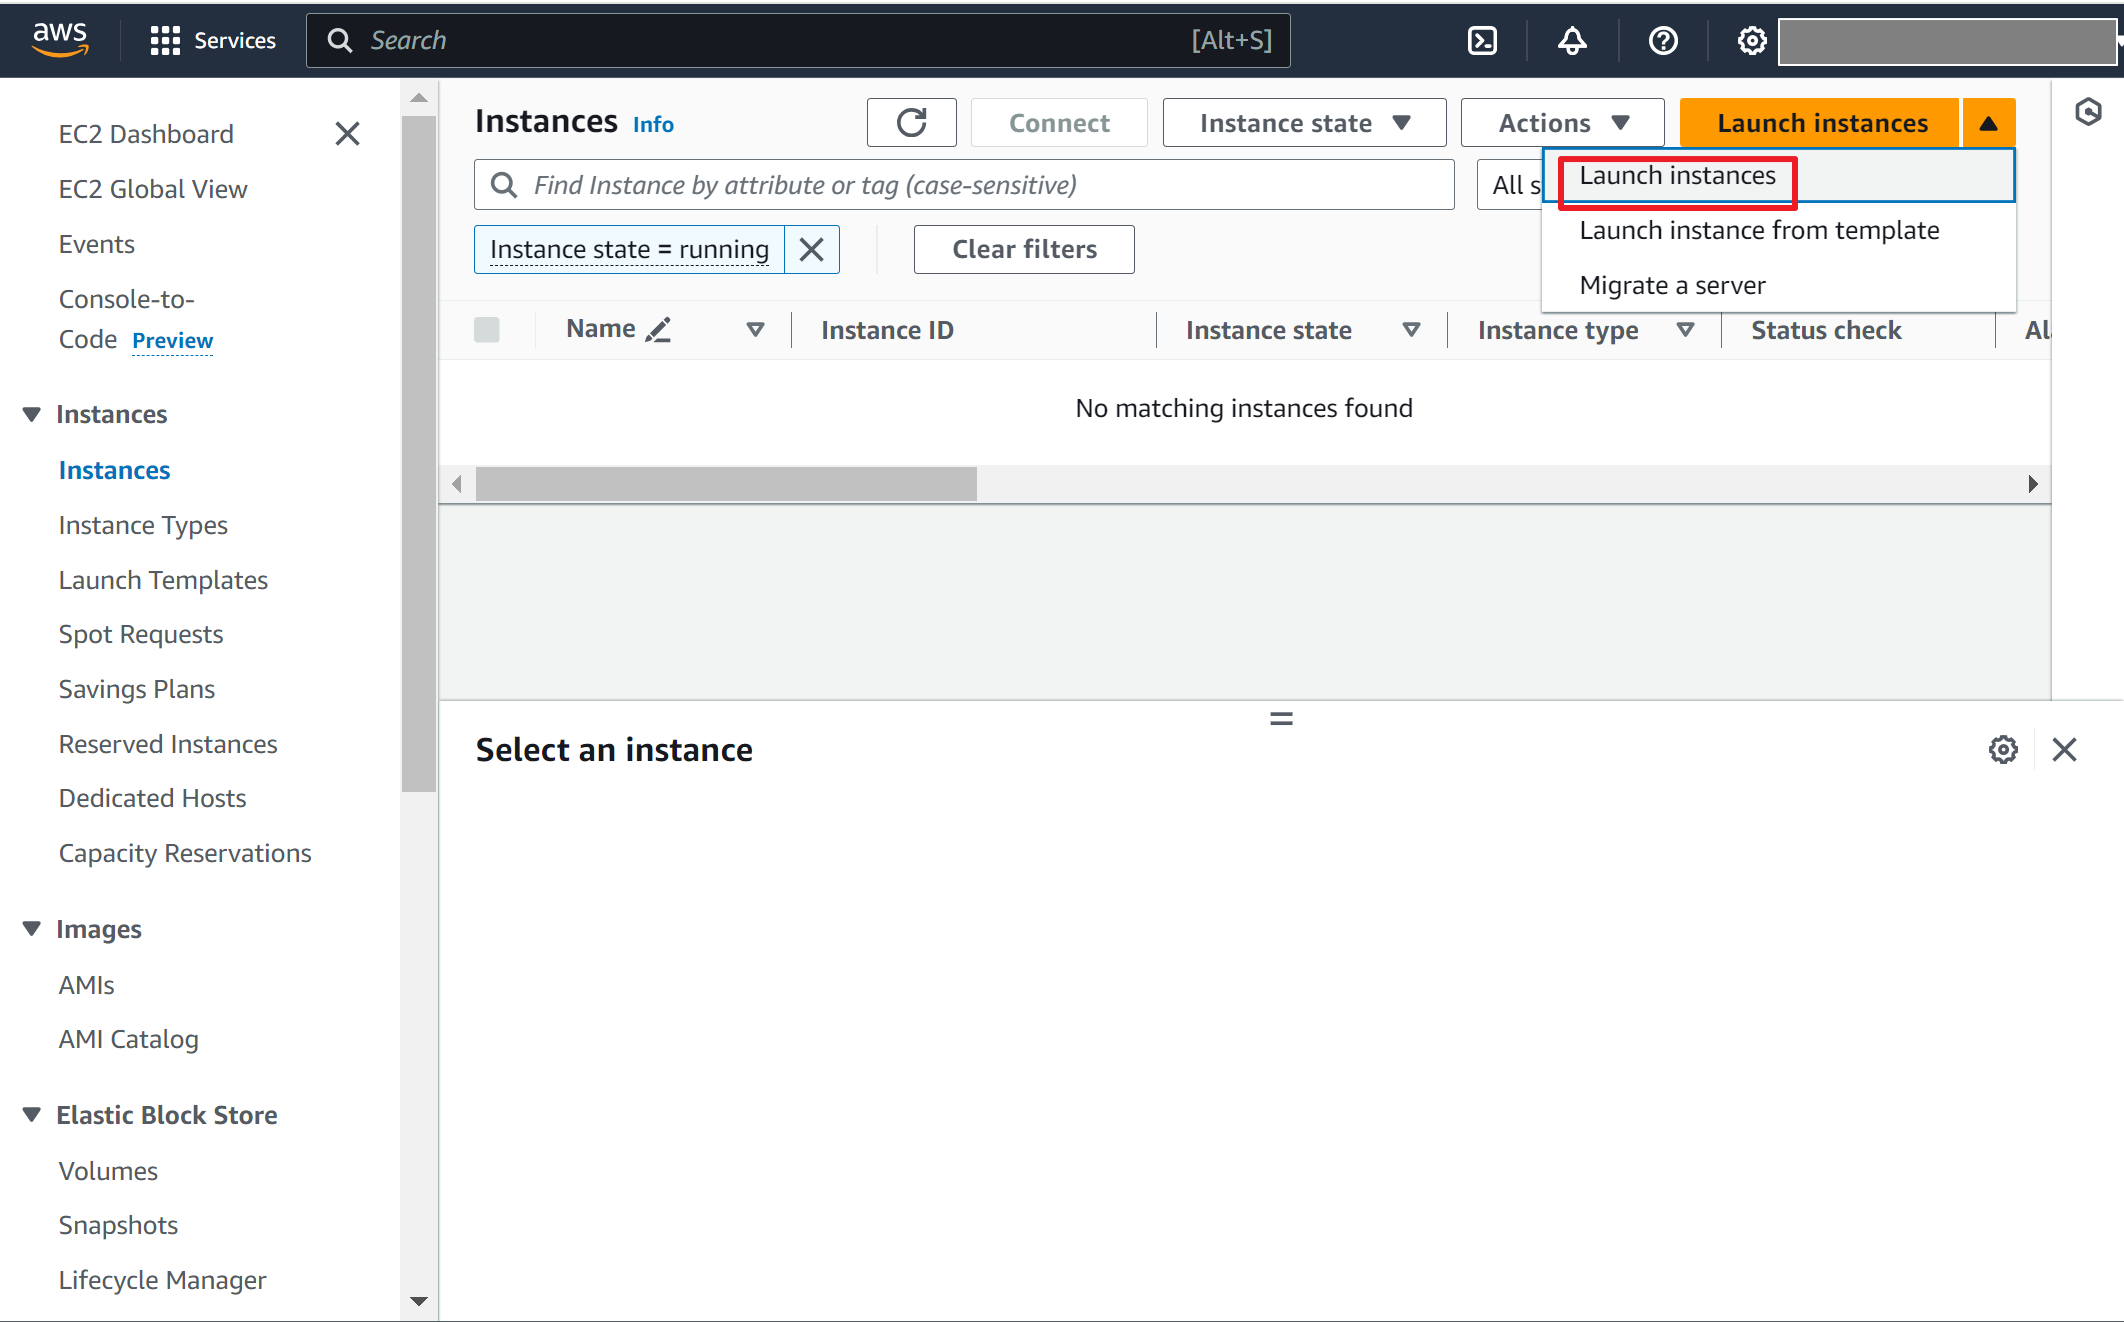 aws
Services
Search
[Alt+S]
EC2 Dashboard
EC2 Global View
Events
Console-to-
Code Preview
Instances
Instances
Instance Types
Launch Templates
Spot Requests
Savings Plans
Reserved Instances
Dedicated Hosts
Capacity Reservations
Images
AMIs
AMI Catalog
Elastic Block Store
Volumes
Snapshots
Lifecycle Manager
Instances Info
Connect
Instance state
Actions
Launch instances
Find Instance by attribute or tag (case-sensitive)
All s
Launch instances
Launch instance from template
Migrate a server
Instance state = running
Clear filters
Name
Instance ID
Instance state
Instance type
Status check
Al
No matching instances found
Select an instance